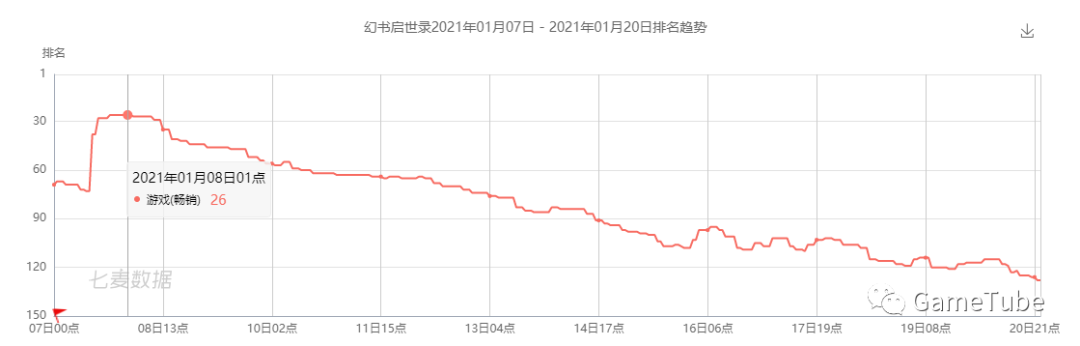 幻书启世录2021年01月07日 - 2021年01月20日排名趋势
排名
1
30
60
90
120
150
2021年01月08日01点
游戏(畅销) 26
七麦数据
GameTube
07日00点 08日13点 10日02点 11日15点 13日04点 14日17点 16日06点 17日19点 19日08点 20日21点